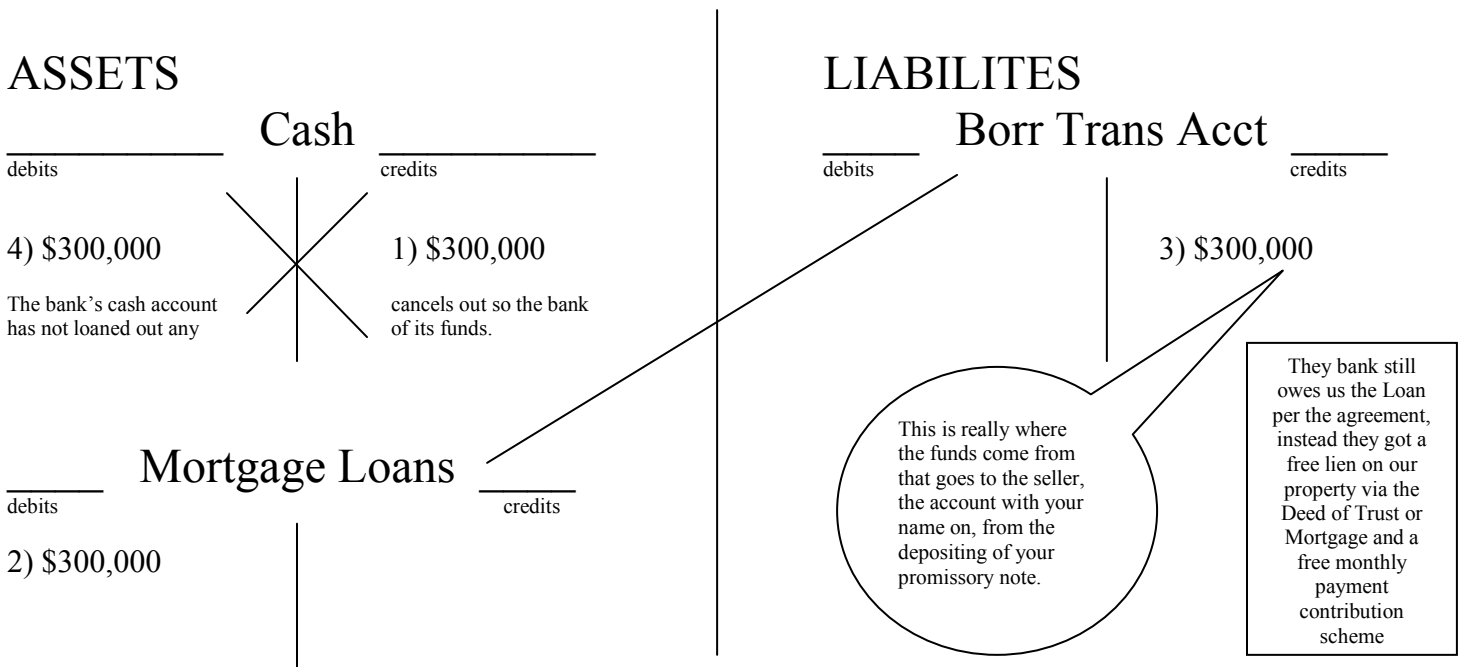 ASSETS
Cash
debits
credits
4) $300,000
1) $300,000
The bank’s cash account
has not loaned out any
cancels out so the bank
of its funds.
Mortgage Loans
debits
credits
2) $300,000
LIABILITES
Borr Trans Acct
debits
credits
3) $300,000
This is really where
the funds come from
that goes to the seller,
the account with your
name on, from the
depositing of your
promissory note.
They bank still
owes us the Loan
per the agreement,
instead they got a
free lien on our
property via the
Deed of Trust or
Mortgage and a
free monthly
payment
contribution
scheme